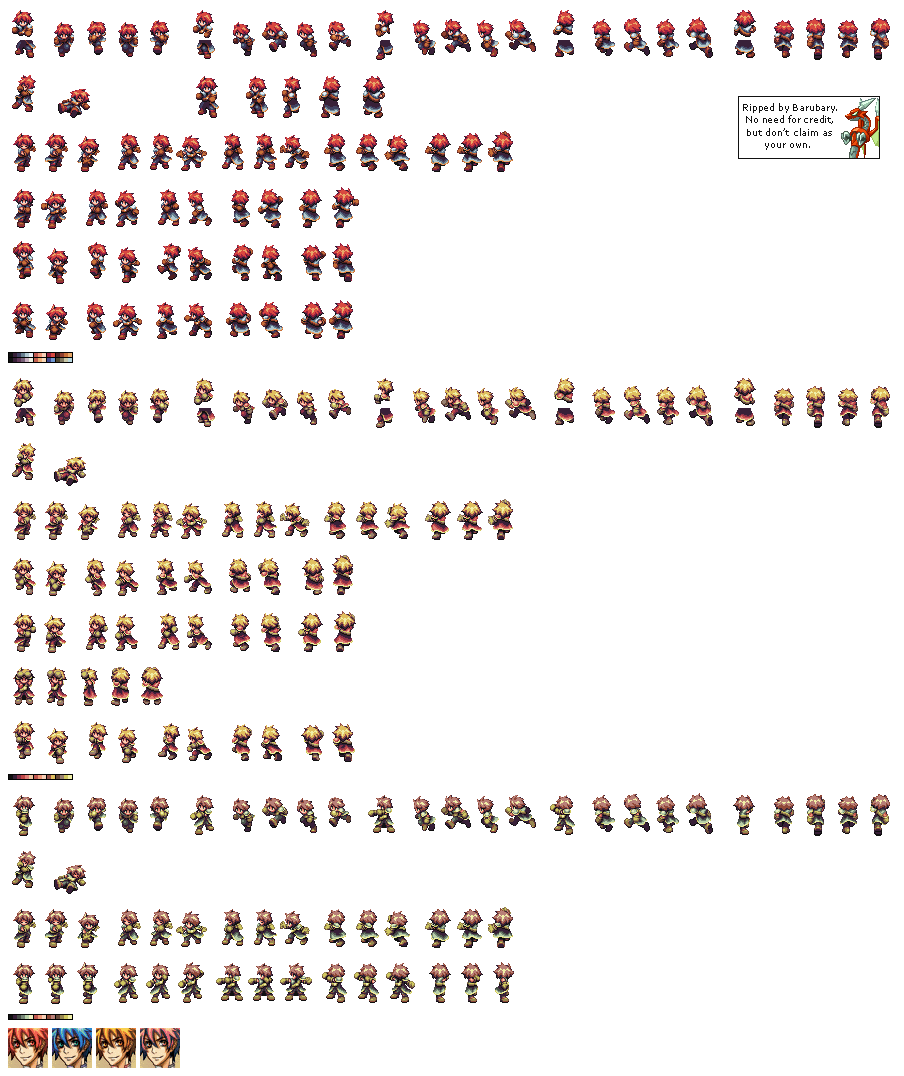 Ripped by Barubary.
No need for credit,
but don't claim as
your own.